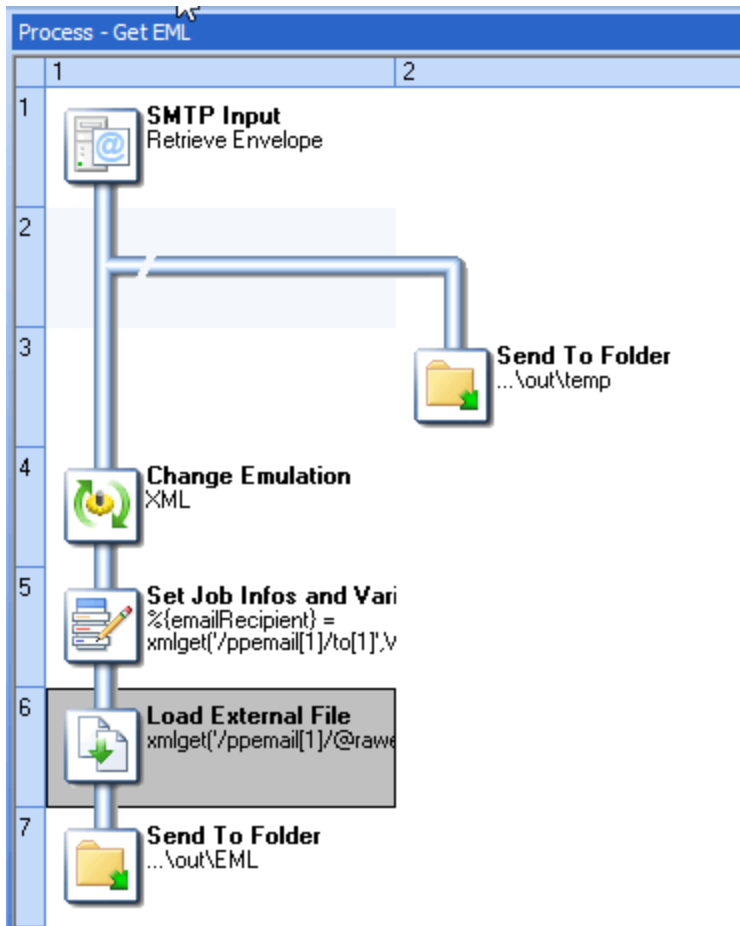 Process - Get EML
1
2
1
SMTP Input
Retrieve Envelope
2
3
Send To Folder
...\out\temp
4
Change Emulation
XML
5
Set Job Infos and Vari
%{emailRecipient} =
xmlget('/ppemail[1]/to[1]',V
6
Load External File
xmlget('/ppemail[1]/@rawe
7
Send To Folder
...\out\EML